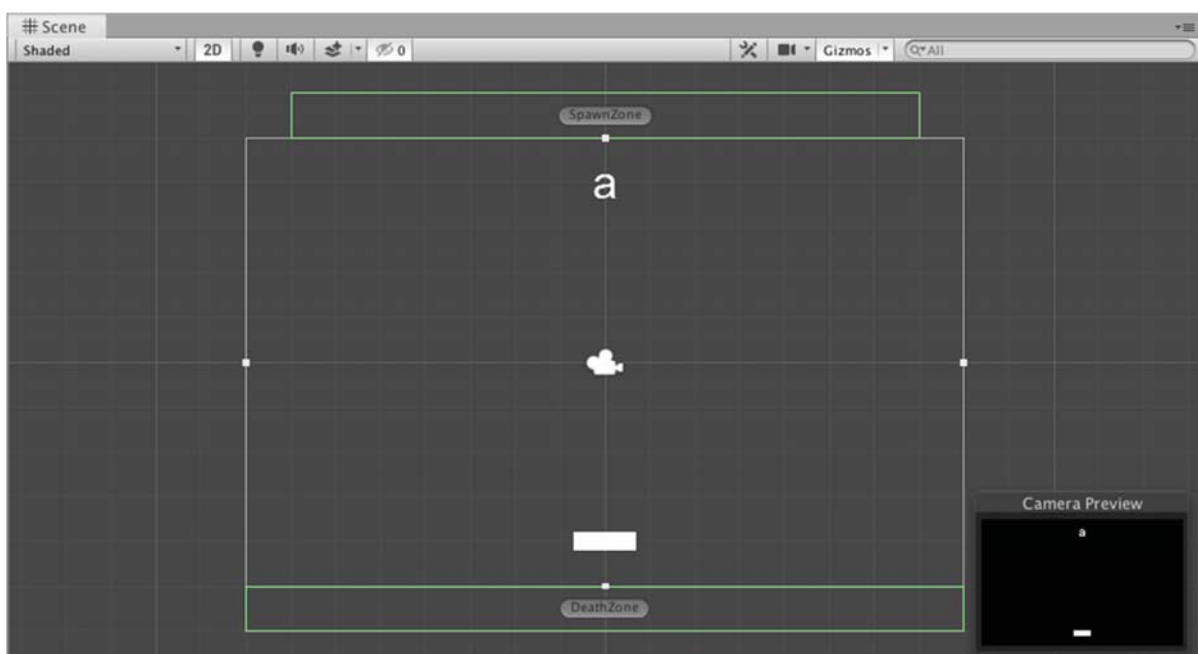 Scene
Shaded 2D 0 Gizmos All
SpawnZone
a
Camera Preview
a
DeathZone